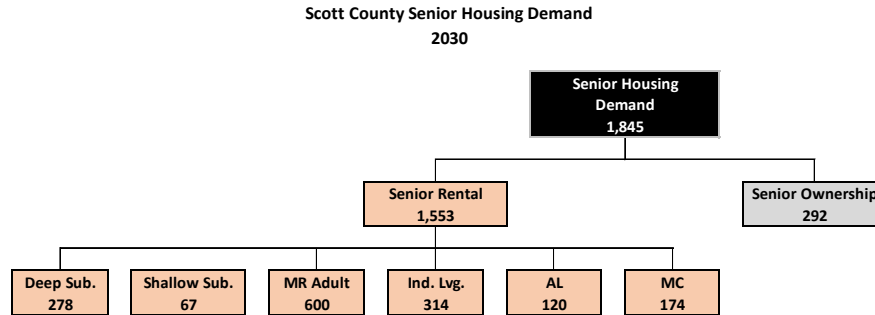 Scott County Senior Housing Demand
2030
Senior Housing
Demand
1,845
Senior Rental
1,553
Senior Ownership
292
Deep Sub.
278
Shallow Sub.
67
MR Adult
600
Ind. Lvg.
314
AL
120
MC
174